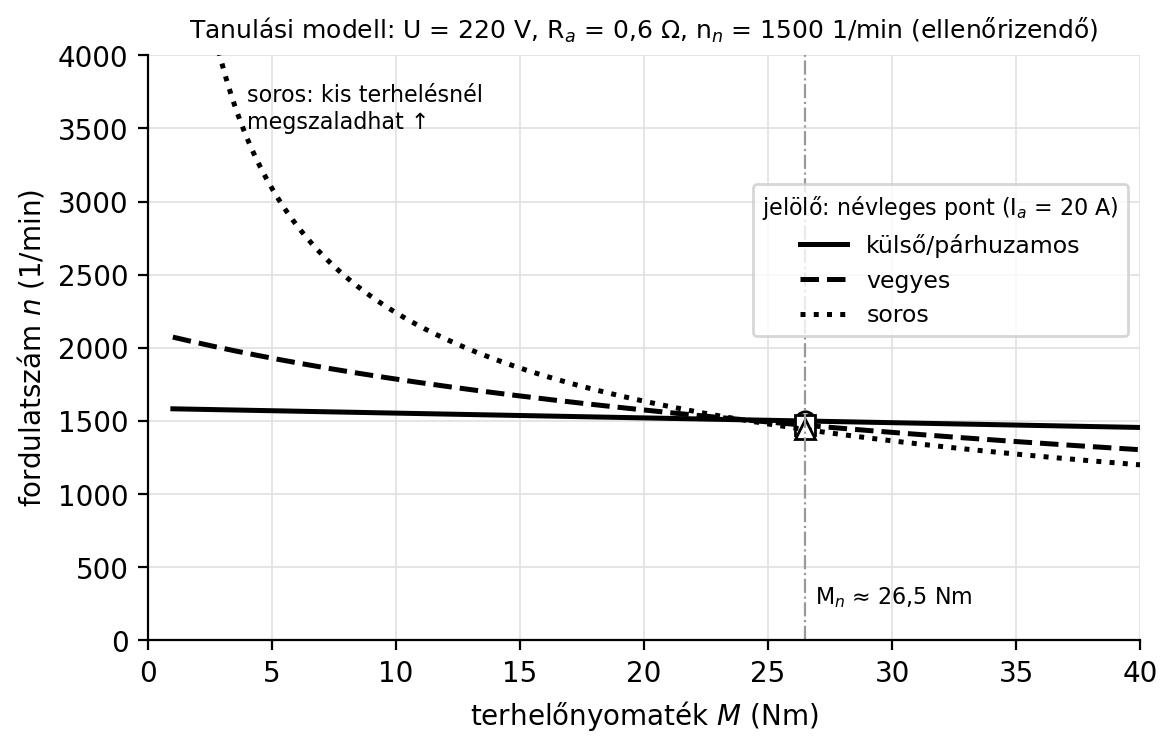 Tanulási modell: U = 220 V, Rₐ = 0,6 Ω, nₙ = 1500 1/min (ellenőrizendő)
4000
3500
3000
2500
2000
1500
1000
500
0
fordulatszám n (1/min)
soros: kis terhelésnél
megszaladhat ↑
jelölő: névleges pont (Iₐ = 20 A)
külső/párhuzamos
vegyes
soros
Mₙ ≈ 26,5 Nm
0 5 10 15 20 25 30 35 40
terhelőnyomaték M (Nm)